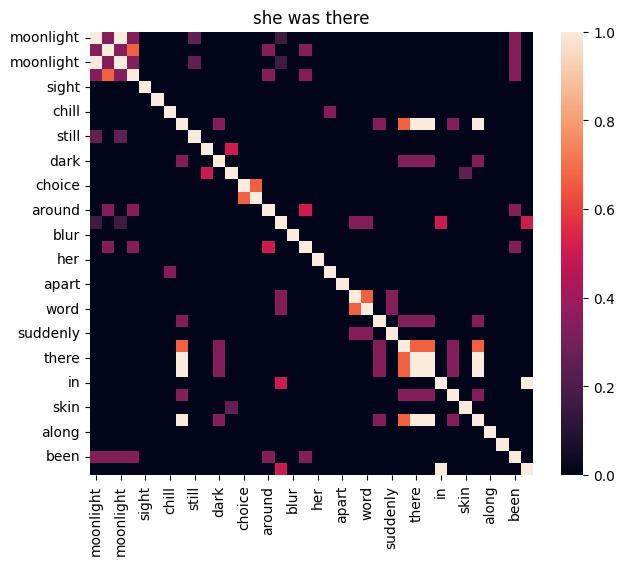 she was there
moonlight
moonlight
sight
chill
still
dark
choice
around
blur
her
apart
word
suddenly
there
in
skin
along
been
1.0
0.8
0.6
0.4
0.2
0.0
moonlight
moonlight
sight
chill
still
dark
choice
around
blur
her
apart
word
suddenly
there
in
skin
along
been